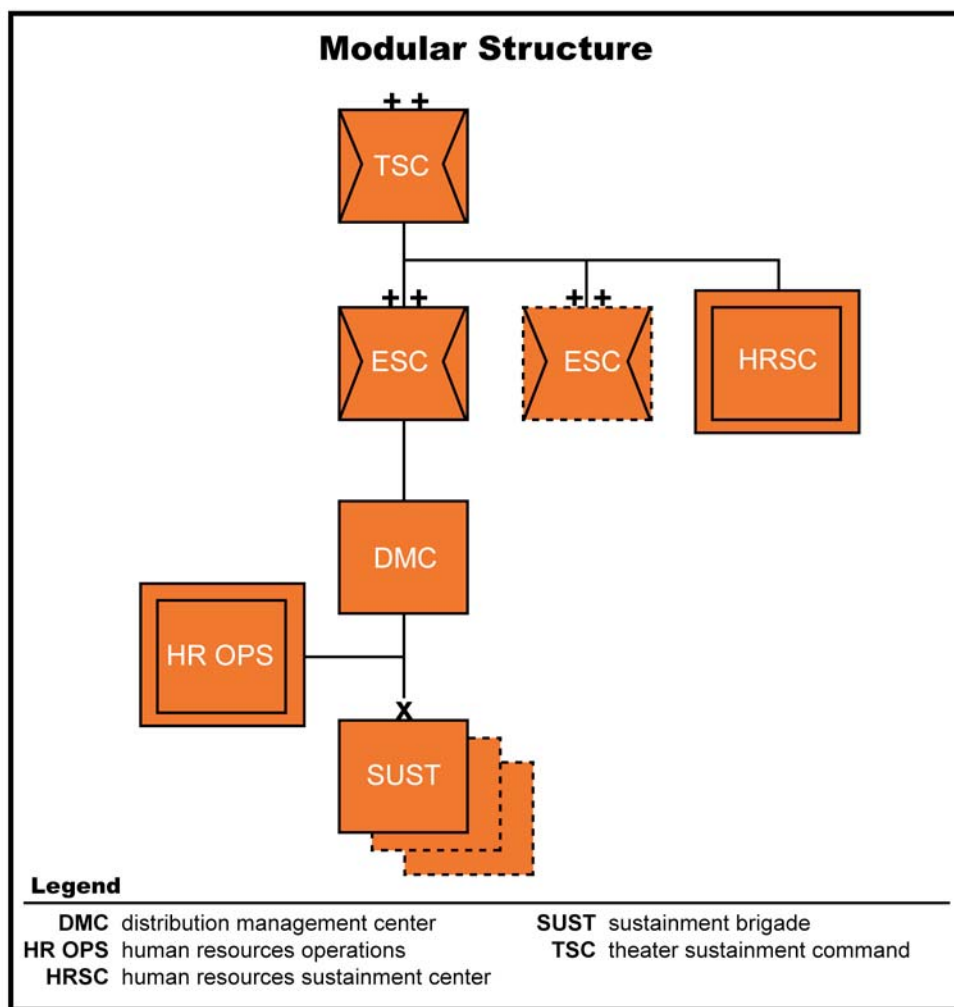 Modular Structure
+ +
TSC
+ +
+ +
ESC
ESC
HRSC
DMC
HR OPS
X
SUST
Legend
DMC distribution management center
HR OPS human resources operations
HRSC human resources sustainment center
SUST sustainment brigade
TSC theater sustainment command